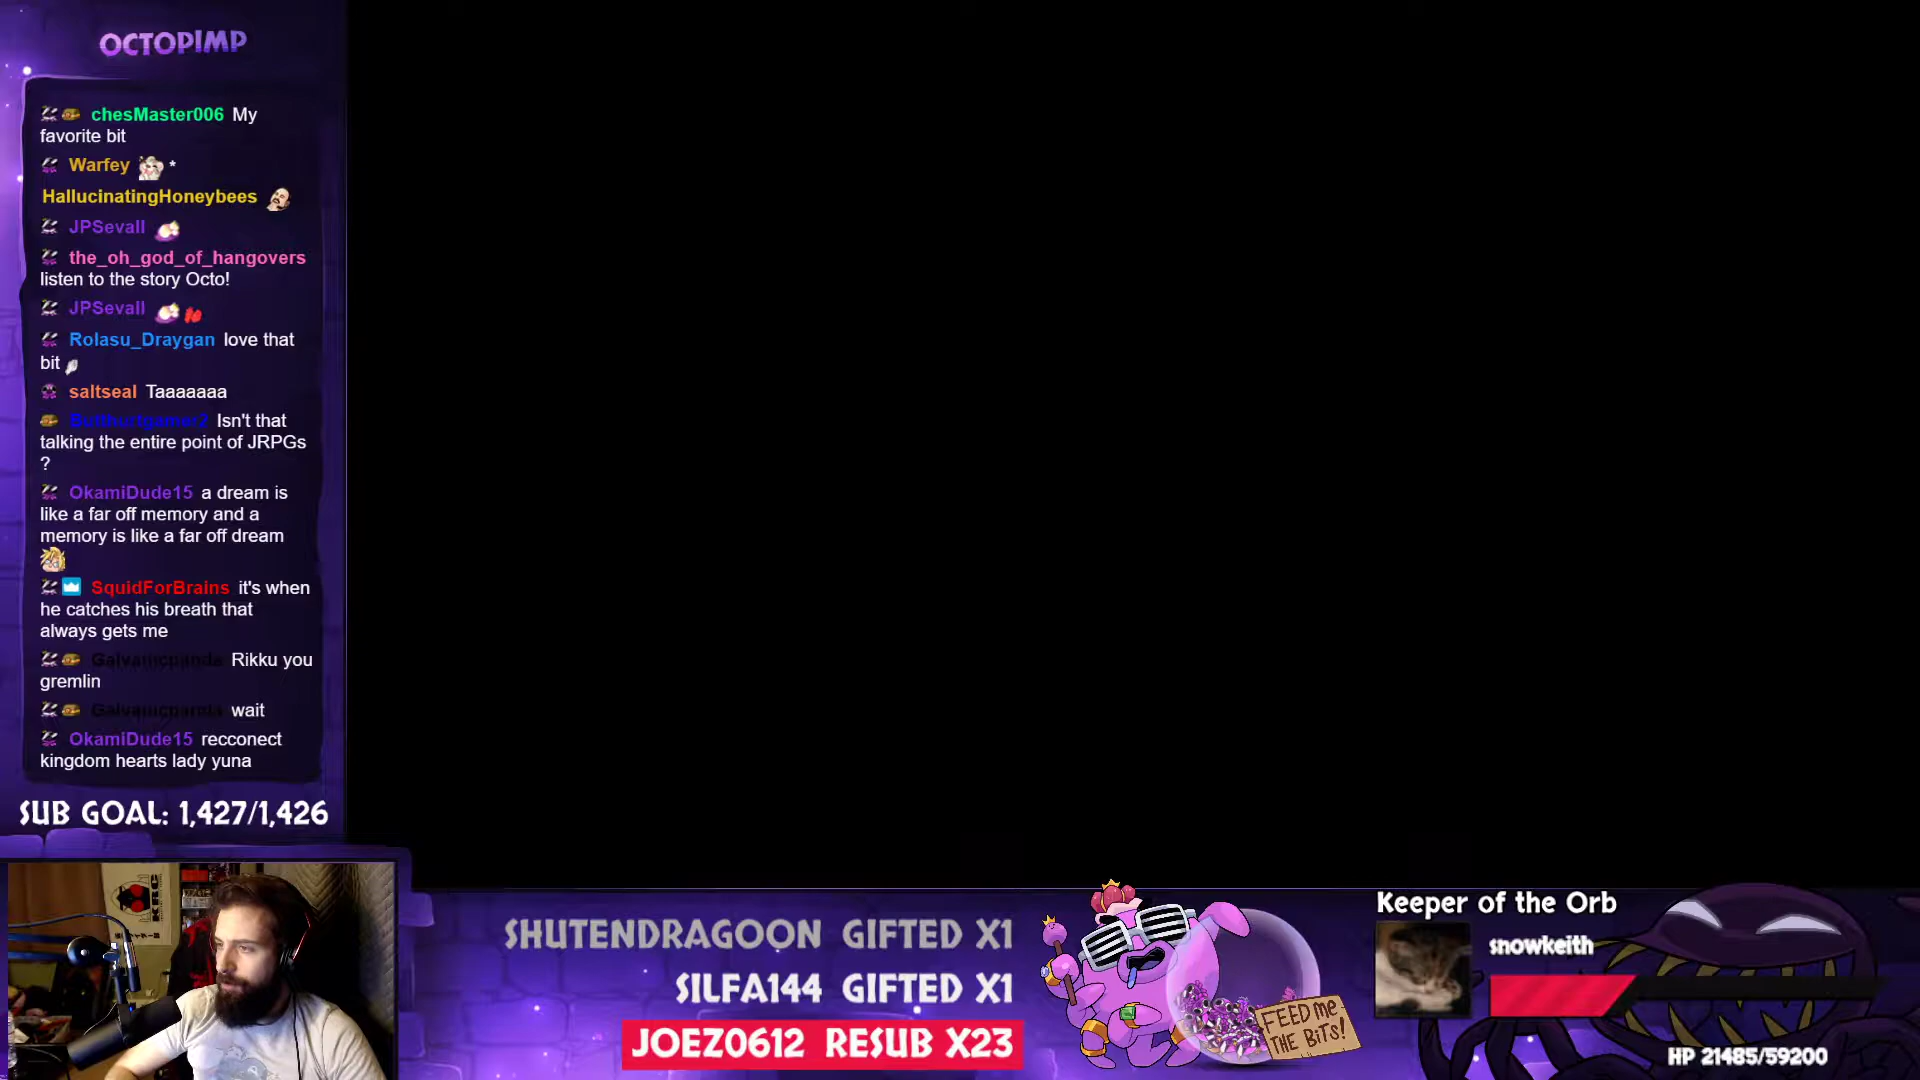 OCTOPIMP
chesMaster006 My
favorite bit
Warfey *
HallucinatingHoneybees
JPSevall
the_oh_god_of_hangovers
listen to the story Octo!
JPSevall
Rolasu_Draygan love that
bit
saltseal Taaaaaaa
Butthurtgamer2 Isn't that
talking the entire point of JRPGs
?
OkamiDude15 a dream is
like a far off memory and a
memory is like a far off dream
SquidForBrains it's when
he catches his breath that
always gets me
Galvanicpanda Rikku you
gremlin
Galvanicpanda wait
OkamiDude15 recconect
kingdom hearts lady yuna
SUB GOAL: 1,427/1,426
SHUTENDRAGOON GIFTED X1
SILFA144 GIFTED X1
JOEZ0612 RESUB X23
FEED ME
THE BITS!
Keeper of the Orb
snowkeith
HP 21485/59200